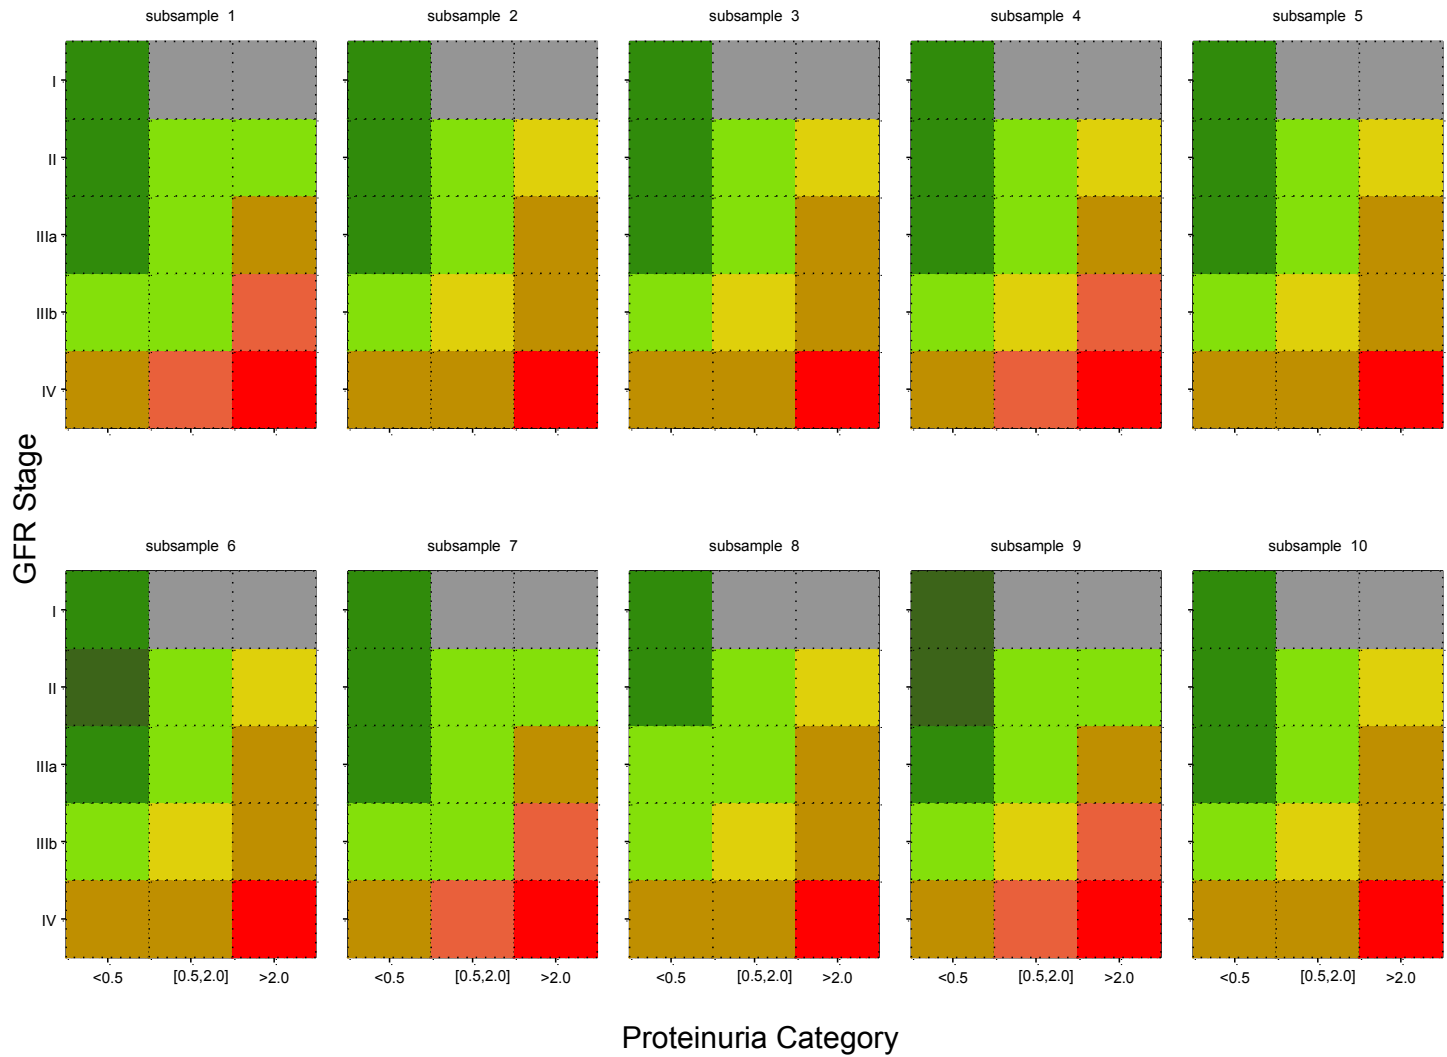 subsample 1
subsample 2
subsample 3
subsample 4
subsample 5
I
II
IIIa
IIIb
IV
GFR Stage
subsample 6
subsample 7
subsample 8
subsample 9
subsample 10
I
II
IIIa
IIIb
IV
<0.5
[0.5,2.0]
>2.0
<0.5
[0.5,2.0]
>2.0
<0.5
[0.5,2.0]
>2.0
<0.5
[0.5,2.0]
>2.0
<0.5
[0.5,2.0]
>2.0
Proteinuria Category